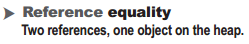 ➤ Reference equality
Two references, one object on the heap.